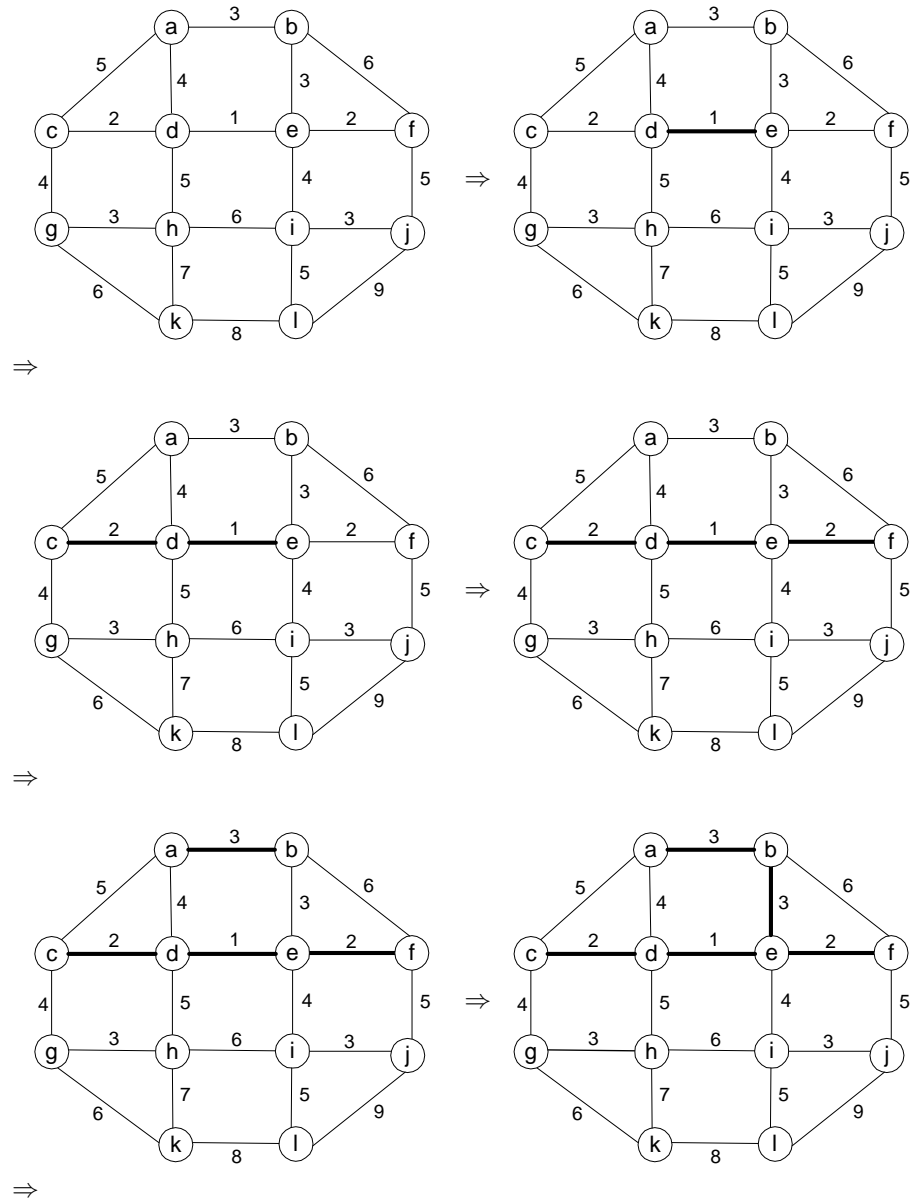 3 3
a b a b
5 4 3 6 5 4 3 6
2 1 2 2 1 2
c d e f c d e f
4 5 4 5 ⇒ 4 5 4 5
3 6 3 3 6 3
g h i j g h i j
6 7 5 9 6 7 5 9
k l k l
8 8
⇒
3 3
a b a b
5 4 3 6 5 4 3 6
2 1 2 2 1 2
c d e f c d e f
4 5 4 5 ⇒ 4 5 4 5
3 6 3 3 6 3
g h i j g h i j
6 7 5 9 6 7 5 9
k l k l
8 8
⇒
3 3
a b a b
5 4 3 6 5 4 3 6
2 1 2 2 1 2
c d e f c d e f
4 5 4 5 ⇒ 4 5 4 5
3 6 3 3 6 3
g h i j g h i j
6 7 5 9 6 7 5 9
k l k l
8 8
⇒